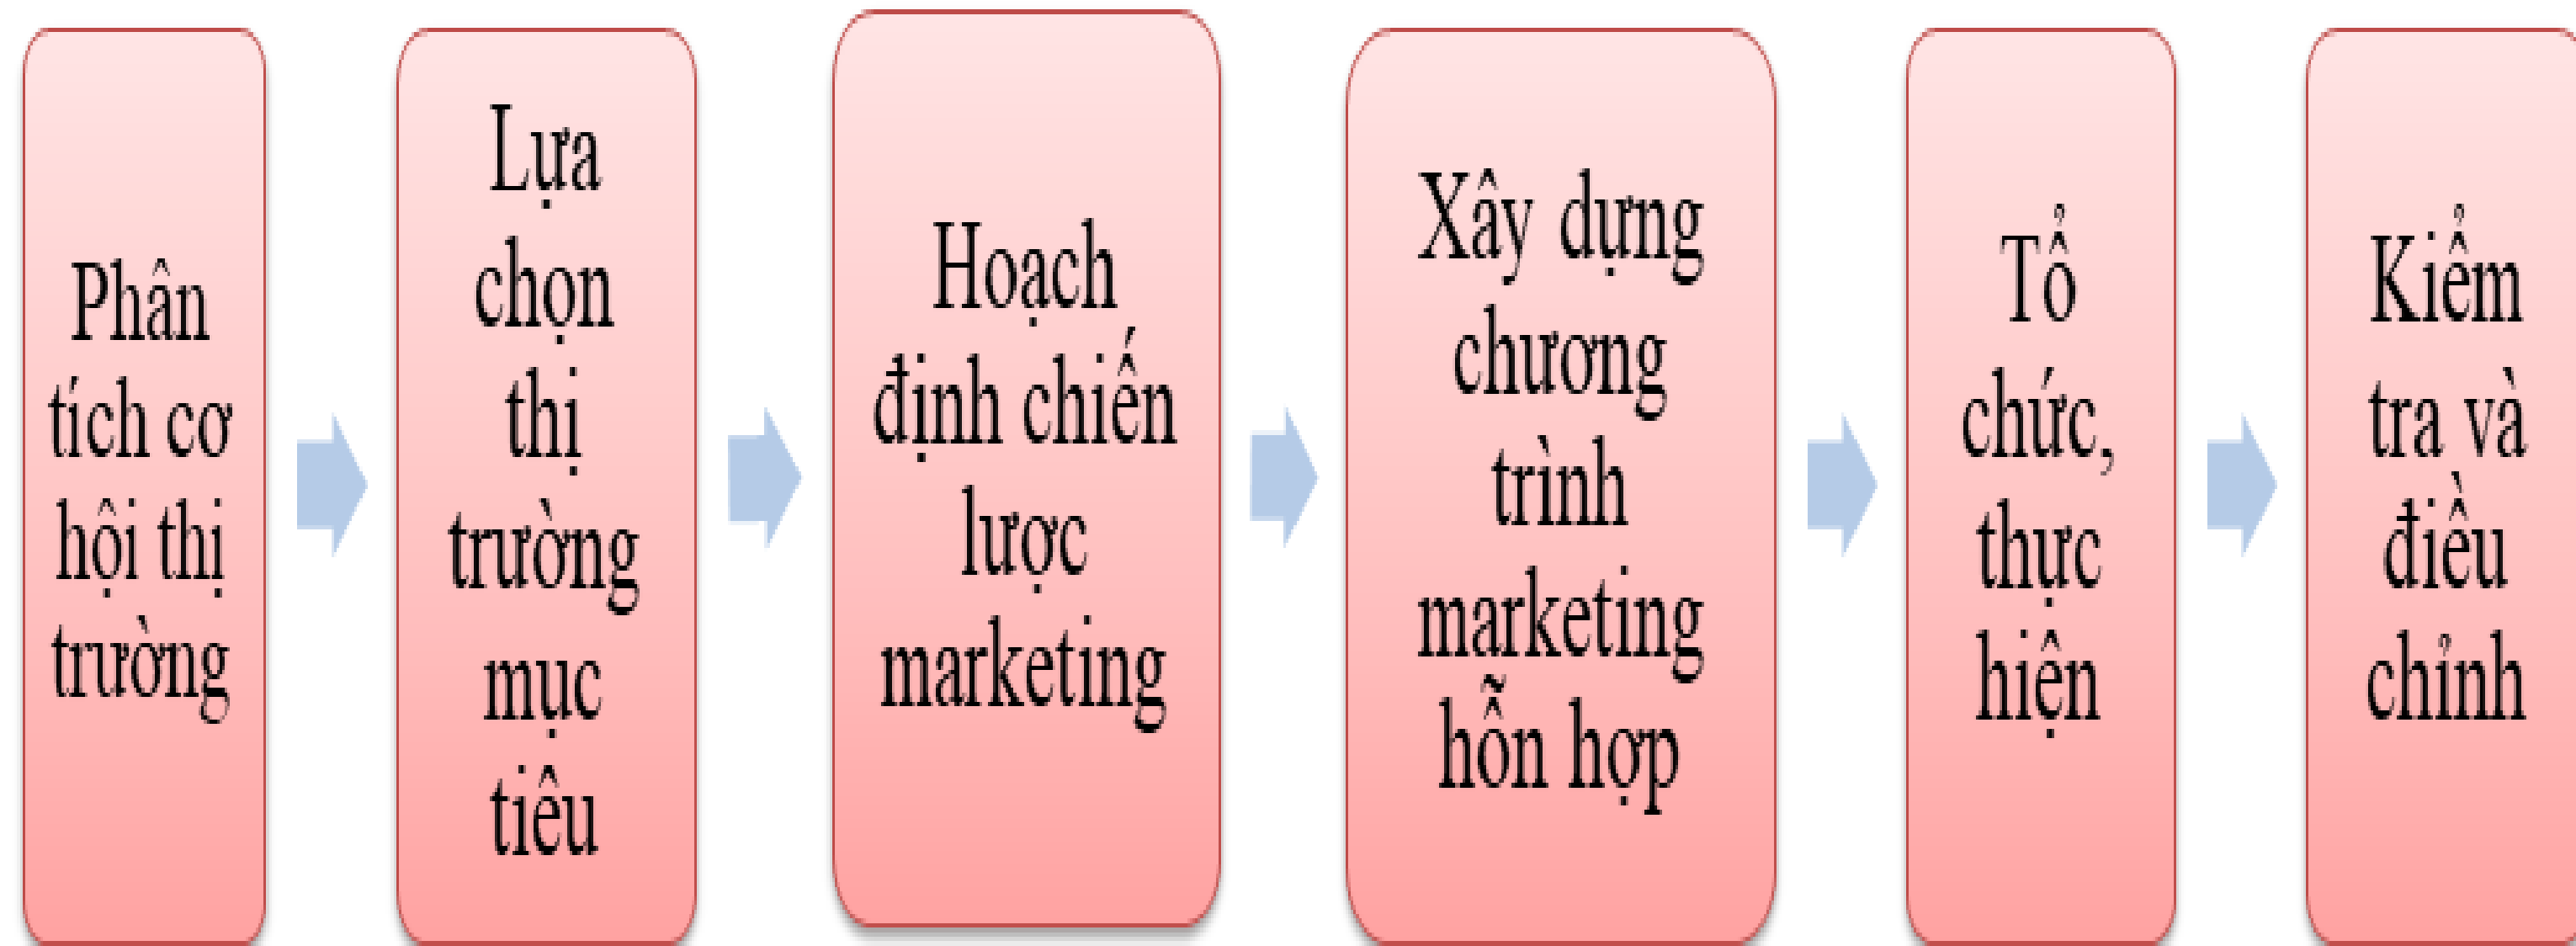 Phân
tích cơ
hội thị
trường
Lựa
chọn
thị
trường
mục
tiêu
Hoạch
định chiến
lược
marketing
Xây dựng
chương
trình
marketing
hỗn hợp
Tổ
chức,
thực
hiện
Kiểm
tra và
điều
chỉnh